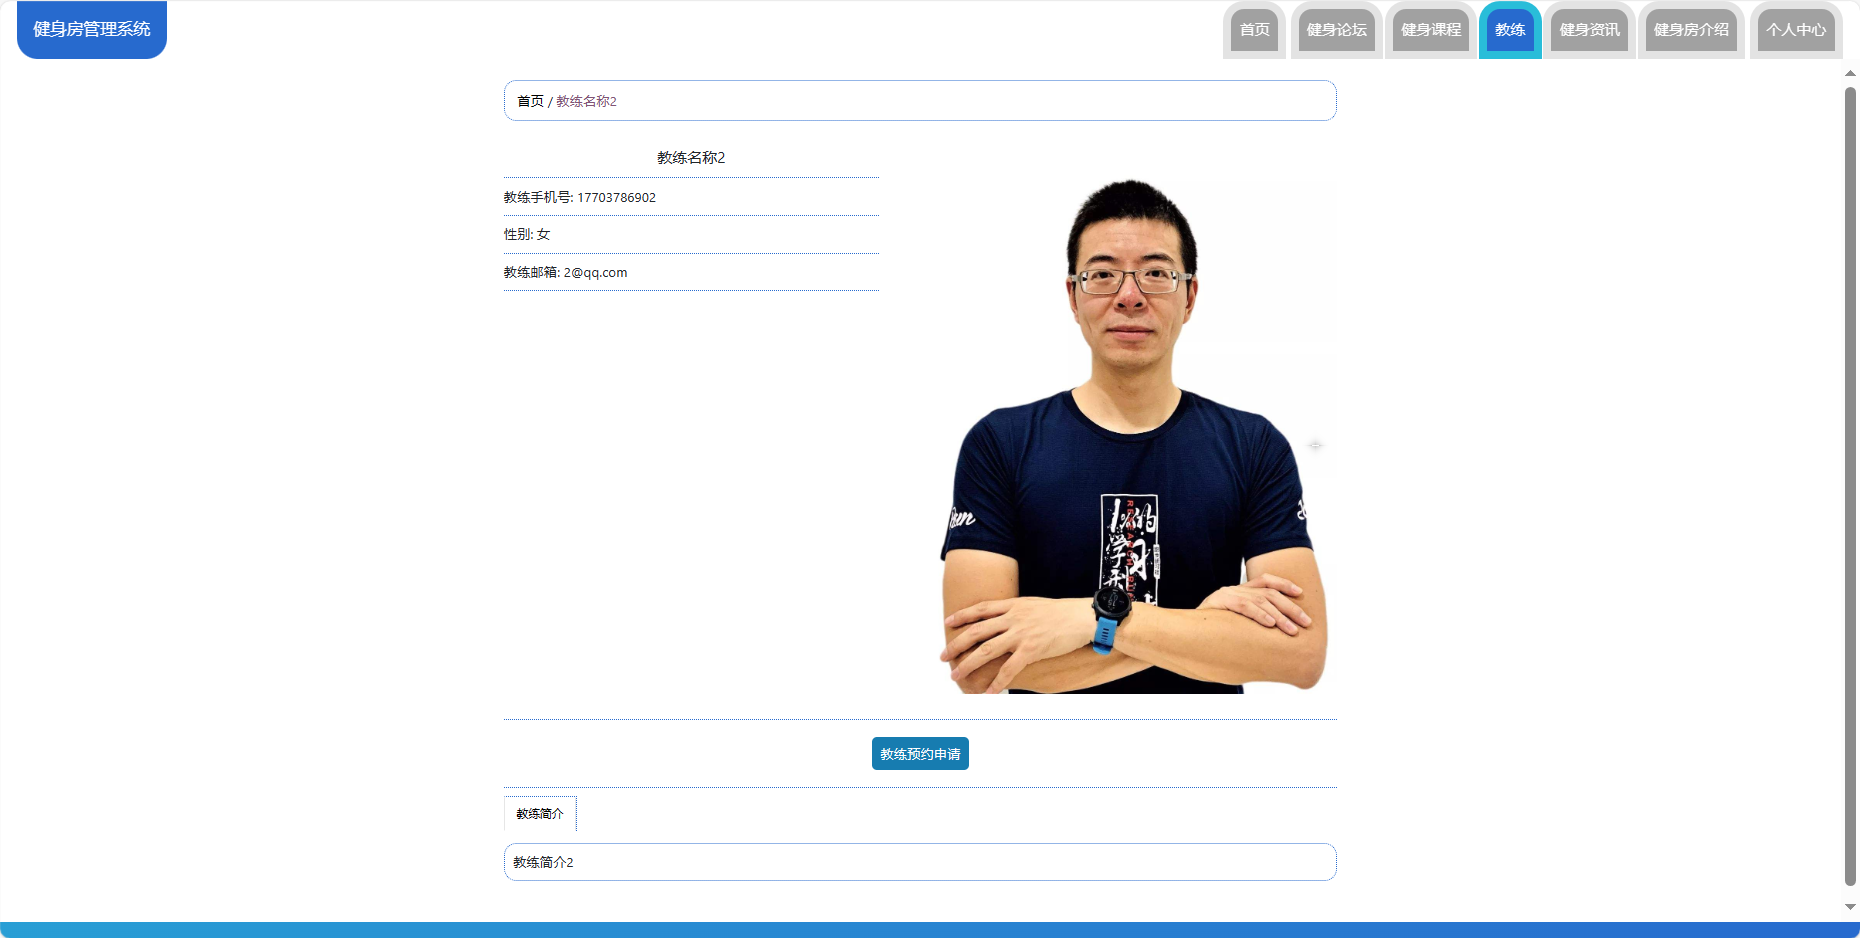 健身房管理系统
首页 健身论坛 健身课程 教练 健身资讯 健身房介绍 个人中心
首页 / 教练名称2
教练名称2
教练手机号: 17703786902
性别: 女
教练邮箱: 2@qq.com
教练预约申请
教练简介
教练简介2